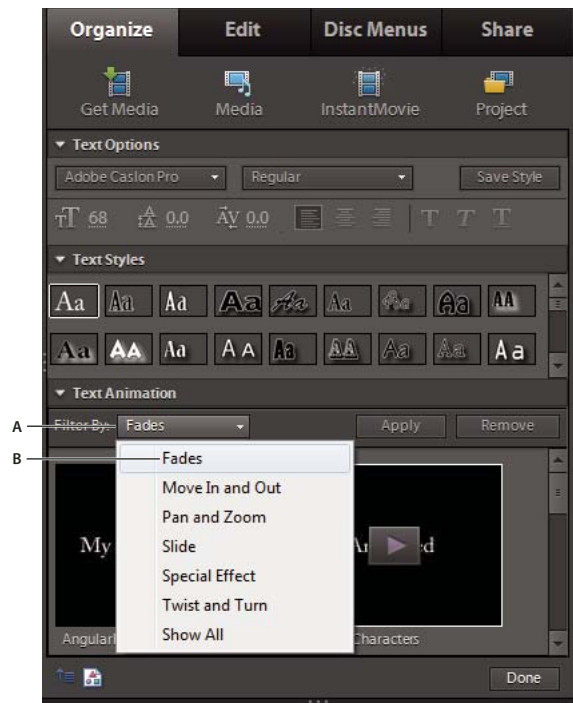 Organize Edit Disc Menus Share
Get Media Media InstantMovie Project
Text Options
Adobe Caslon Pro Regular Save Style
TT 68 0.0 AV 0.0 T T T
Text Styles
Aa Aa Aa Aa Aa Aa Aa Aa AA
Aa AA Aa AA Aa AA Aa Aa Aa
Text Animation
A Filter By: Fades Apply Remove
B Fades
Move In and Out
Pan and Zoom
My
Slide
Special Effect
Twist and Turn
Show All
Characters
Done